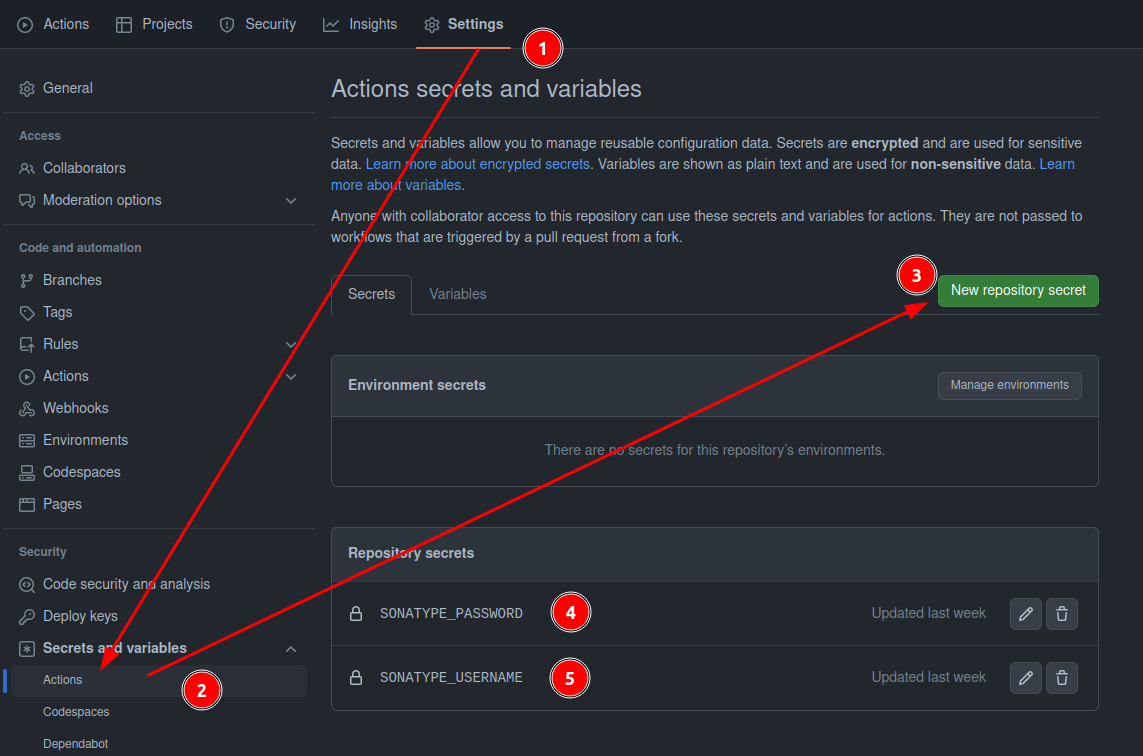 Actions Projects Security Insights Settings
1
General
Access
Collaborators
Moderation options
Code and automation
Branches
Tags
Rules
Actions
Webhooks
Environments
Codespaces
Pages
Security
Code security and analysis
Deploy keys
Secrets and variables
Actions
2
Codespaces
Dependabot
Actions secrets and variables
Secrets and variables allow you to manage reusable configuration data. Secrets are encrypted and are used for sensitive
data. Learn more about encrypted secrets. Variables are shown as plain text and are used for non-sensitive data. Learn
more about variables.
Anyone with collaborator access to this repository can use these secrets and variables for actions. They are not passed to
workflows that are triggered by a pull request from a fork.
Secrets Variables
3
New repository secret
Environment secrets Manage environments
There are no secrets for this repository's environments.
Repository secrets
SONATYPE_PASSWORD 4 Updated last week
SONATYPE_USERNAME 5 Updated last week